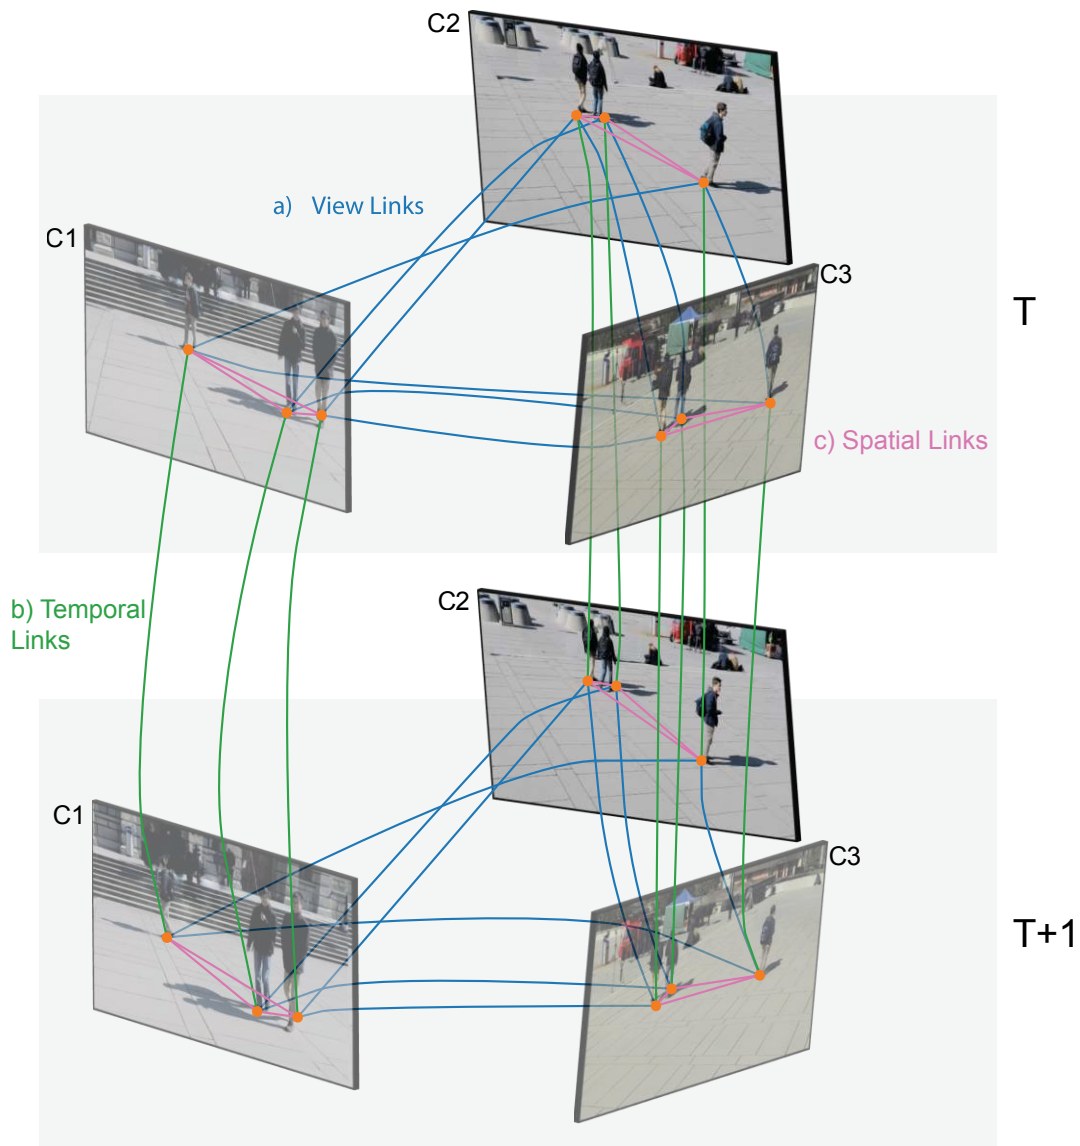 C2
a) View Links
C1
C3
T
c) Spatial Links
b) Temporal
Links
C2
C1
C3
T+1